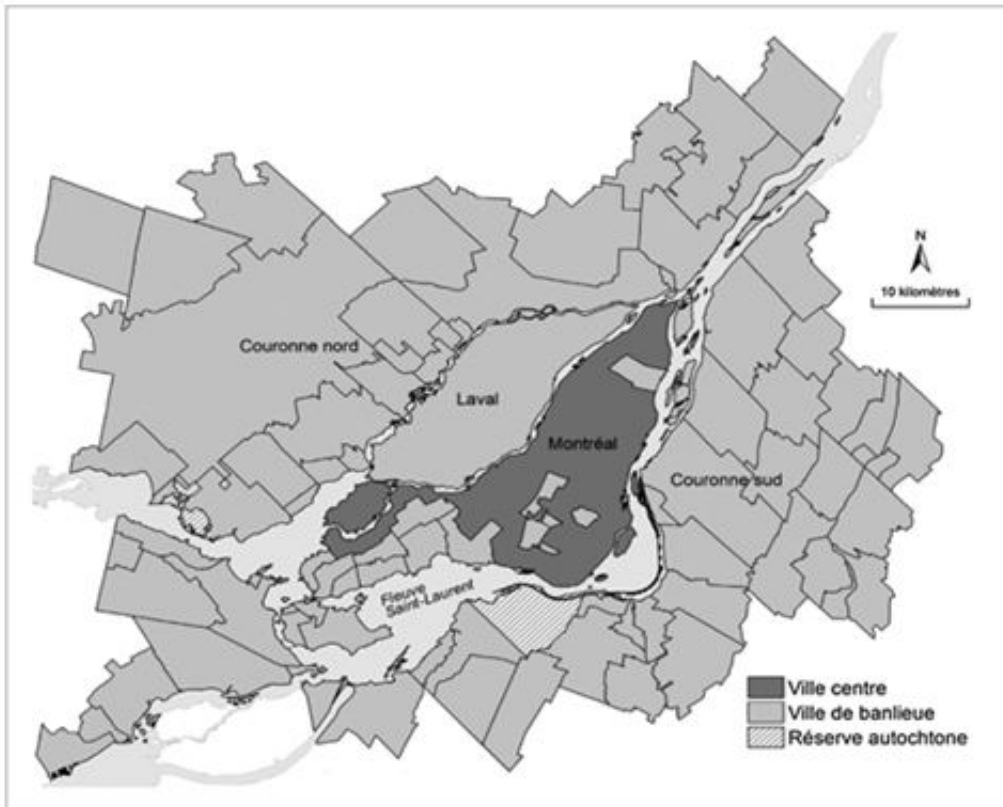 N
10 kilomètres
Couronne nord
Laval
Montréal
Couronne sud
Fleuve
Saint-Laurent
Ville centre
Ville de banlieue
Réserve autochtone